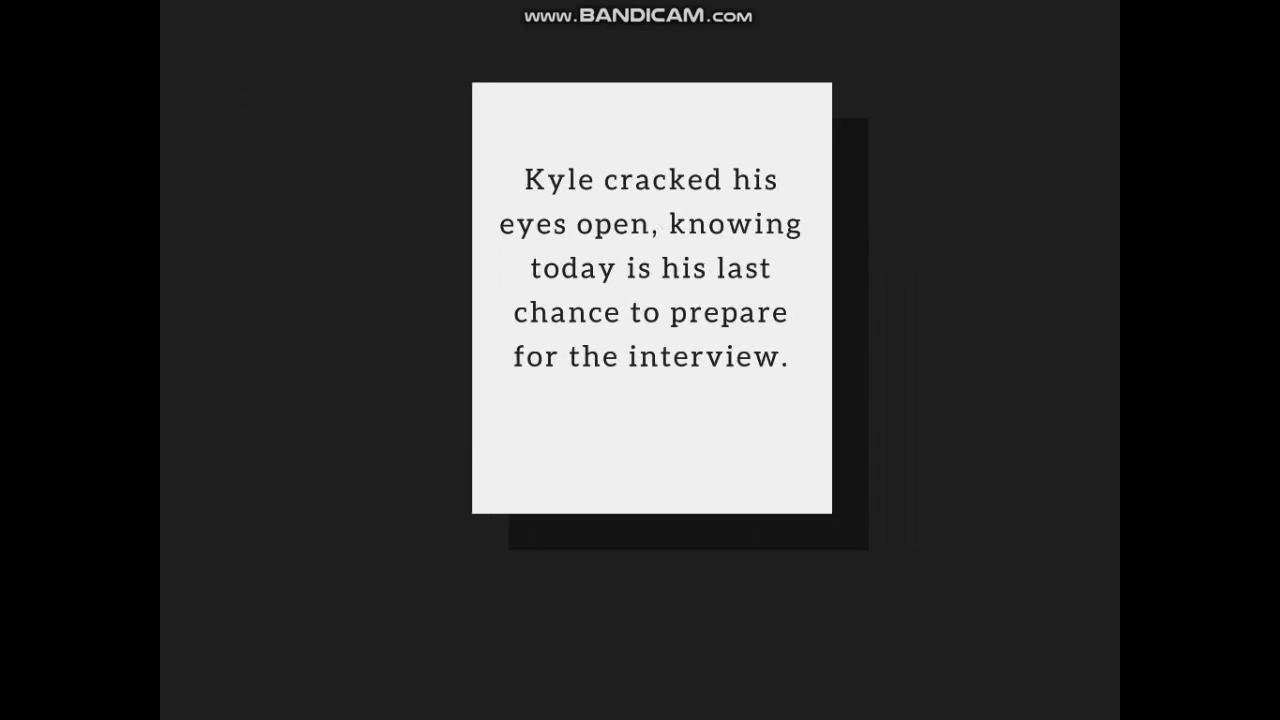 www.BANDICAM.com
Kyle cracked his
eyes open, knowing
today is his last
chance to prepare
for the interview.